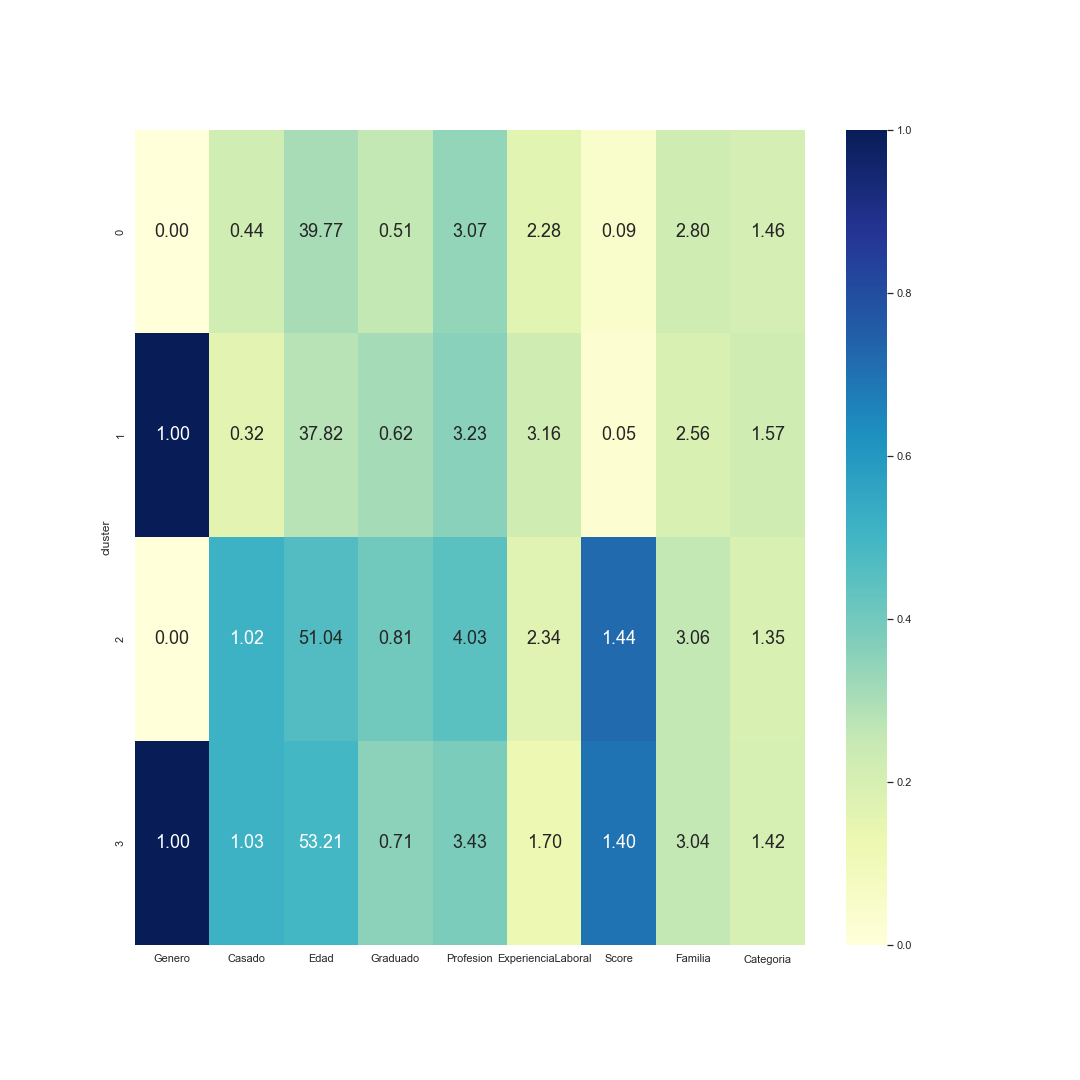 1.0
0
0.00 0.44 39.77 0.51 3.07 2.28 0.09 2.80 1.46
0.8
1
1.00 0.32 37.82 0.62 3.23 3.16 0.05 2.56 1.57
0.6
cluster
2
0.00 1.02 51.04 0.81 4.03 2.34 1.44 3.06 1.35
0.4
0.2
3
1.00 1.03 53.21 0.71 3.43 1.70 1.40 3.04 1.42
0.0
Genero Casado Edad Graduado Profesion ExperienciaLaboral Score Familia Categoria